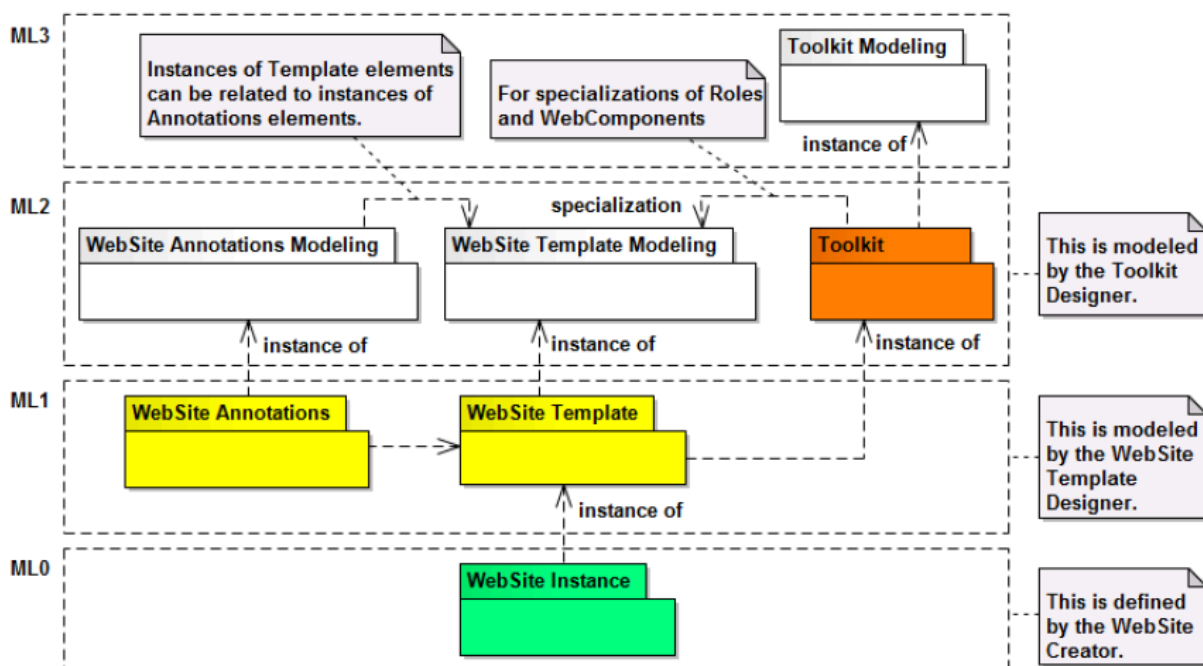 ML3
Instances of Template elements
can be related to instances of
Annotations elements.
For specializations of Roles
and WebComponents
Toolkit Modeling
instance of
ML2
specialization
WebSite Annotations Modeling
WebSite Template Modeling
Toolkit
This is modeled
by the Toolkit
Designer.
instance of
instance of
instance of
ML1
WebSite Annotations
WebSite Template
This is modeled
by the WebSite
Template
Designer.
instance of
ML0
WebSite Instance
This is defined
by the WebSite
Creator.